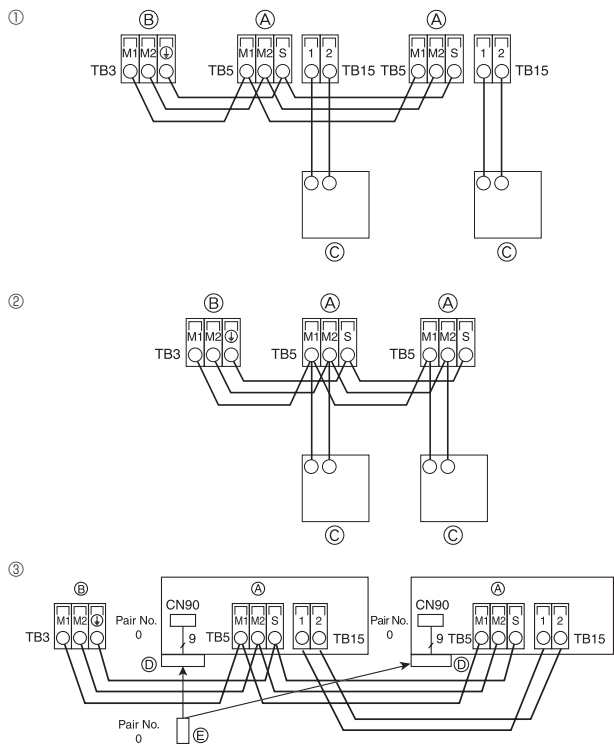 ①
Ⓑ Ⓐ Ⓐ
M1 M2 ⏚ M1 M2 S 1 2 M1 M2 S 1 2
TB3 TB5 TB15 TB5 TB15
Ⓒ Ⓒ
②
Ⓑ Ⓐ Ⓐ
M1 M2 ⏚ M1 M2 S M1 M2 S
TB3 TB5 TB5
Ⓒ Ⓒ
③
Ⓑ CN90 Ⓐ CN90 Ⓐ
M1 M2 ⏚ M1 M2 S 1 2 M1 M2 S 1 2
Pair No. Pair No.
0 0
TB3 9 TB5 TB15 9 TB5 TB15
Ⓓ Ⓓ
Pair No.
0 Ⓔ